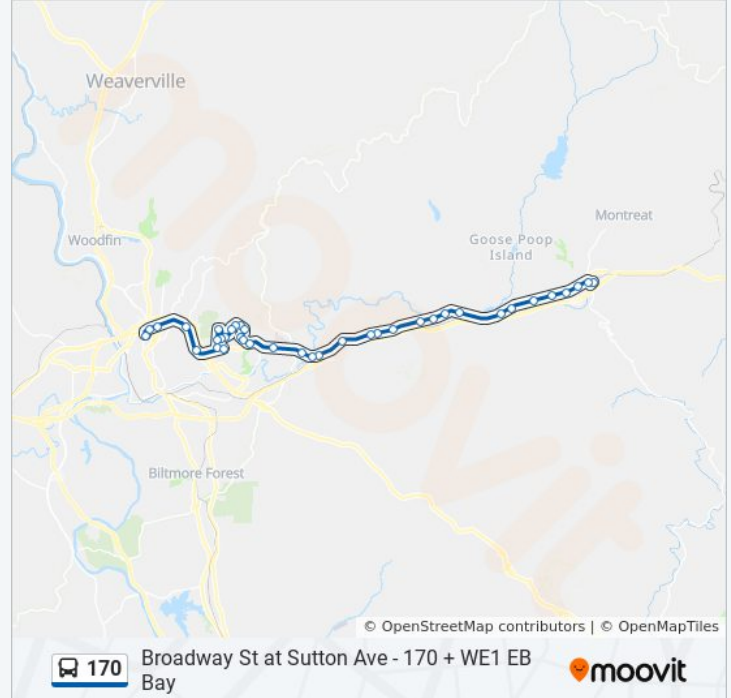 Weaverville
Montreat
Woodfin
Goose Poop
Island
moovit
Biltmore Forest
© OpenStreetMap contributors | © OpenMapTiles
170
Broadway St at Sutton Ave - 170 + WE1 EB
Bay
moovit